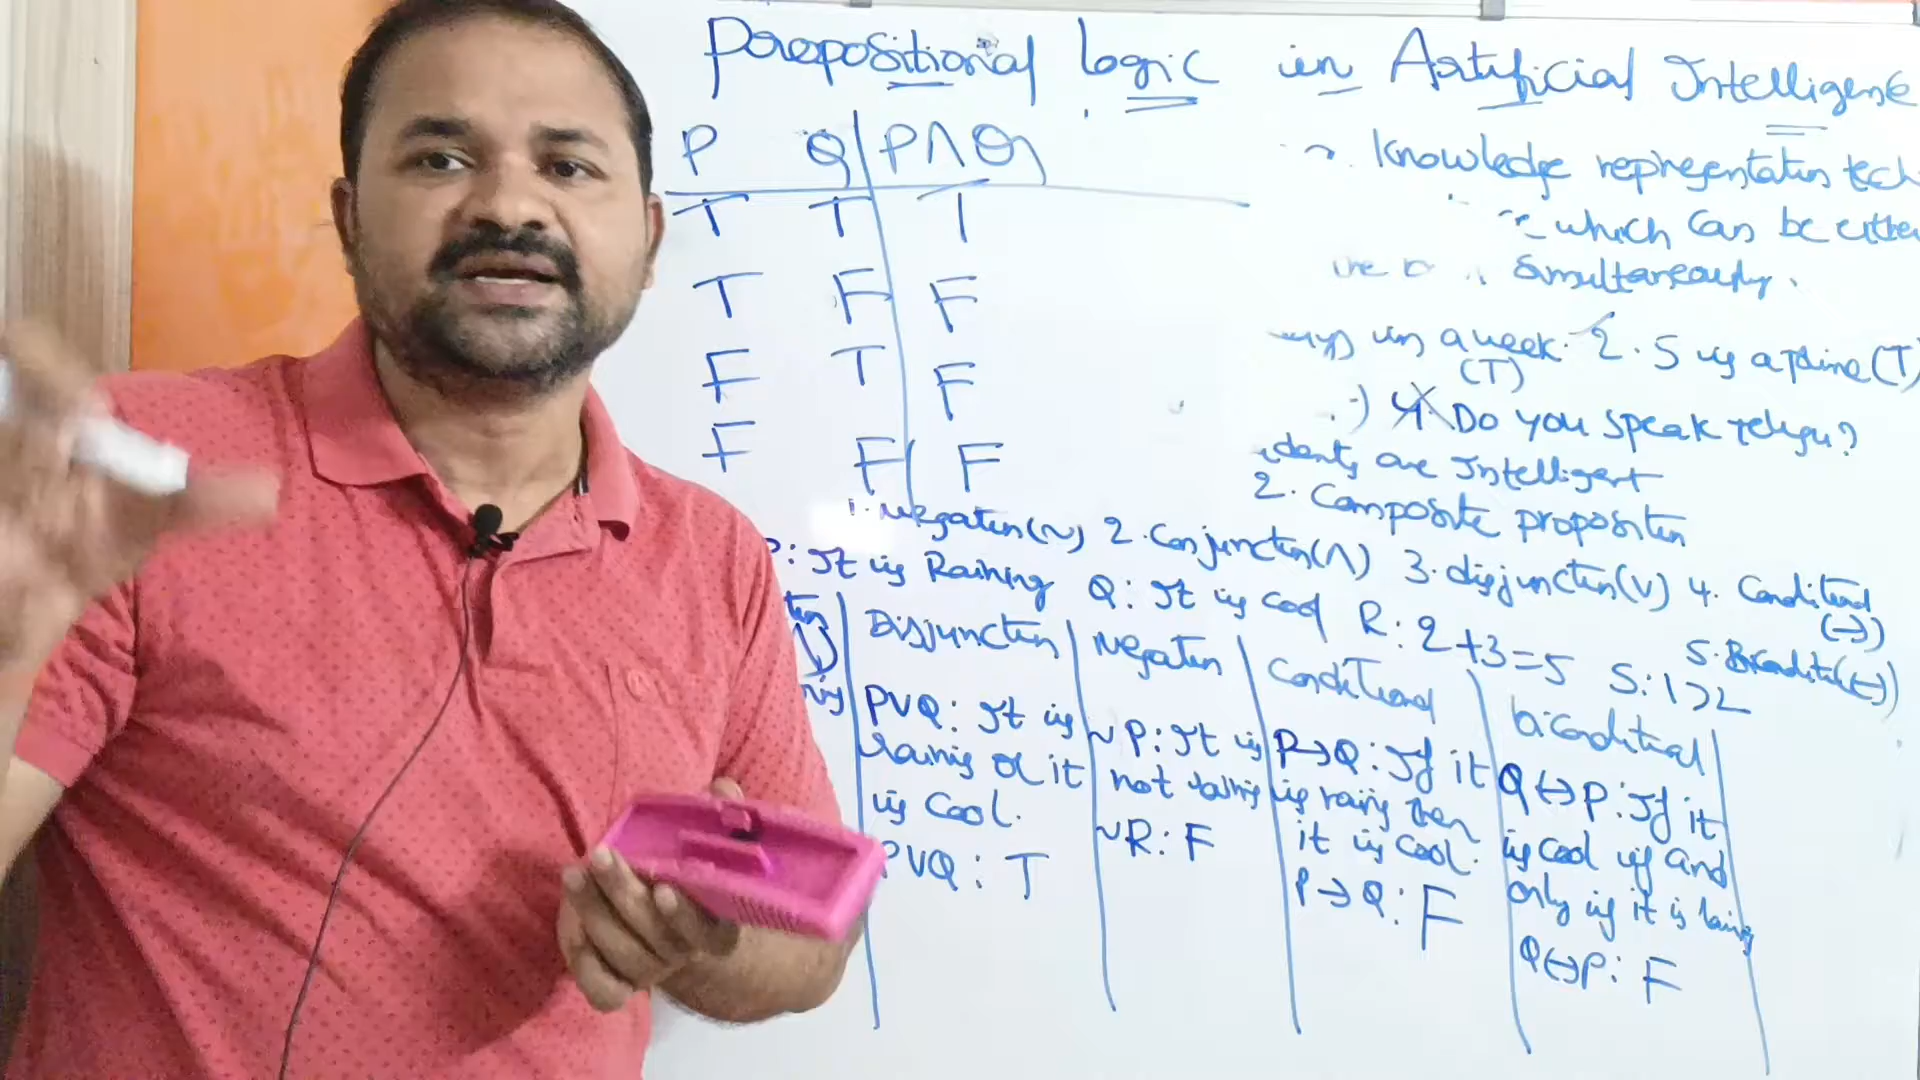 Propositional Logic in Artificial Intelligence
P Q P∧Q
T T T
T F F
F T F
F F F
Knowledge representation tech
which can be either
simultaneously.
in a week. 2. 5 is a prime (T)
(T)
4. Do you speak telugu?
are Intelligent
2. Composite proposition
1. Negation(~) 2. Conjunction(∧) 3. disjunction(∨) 4. Conditional
(→)
5. Bicondition(↔)
P: It is Raining Q: It is cool R: 2+3=5 S: 1>2
Disjunction
P∨Q: It is
raining or it
is cool.
P∨Q: T
Negation
~P: It is
not raining
~R: F
Conditional
P→Q: If it
is raining then
it is cool.
P→Q: F
biconditional
Q↔P: If it
is cool if and
only if it is raining
Q↔P: F